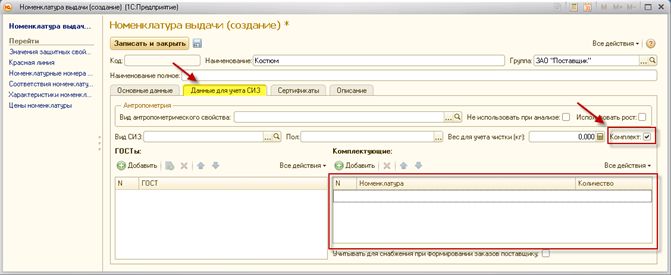 Номенклатура выдачи (создание) (1С:Предприятие)
Номенклатура выдач...
Перейти
Значения защитных свой...
Красная линия
Номенклатурные номера ...
Соответствия номенклату...
Характеристики номенкл...
Цены номенклатуры
Номенклатура выдачи (создание) *
Записать и закрыть
Все действия
Код:
Наименование: Костюм
Группа: ЗАО "Поставщик"
Наименование полное:
Основные данные
Данные для учета СИЗ
Сертификаты
Описание
Антропометрия
Вид антропометрического свойства:
Не использовать при анализе:
Использовать рост:
Вид СИЗ:
Пол:
Вес для учета чистки (кг): 0,000
Комплект:
ГОСТы:
Добавить
Все действия
N ГОСТ
Комплектующие:
Добавить
Все действия
N Номенклатура Количество
Учитывать для снабжения при формировании заказов поставщику: